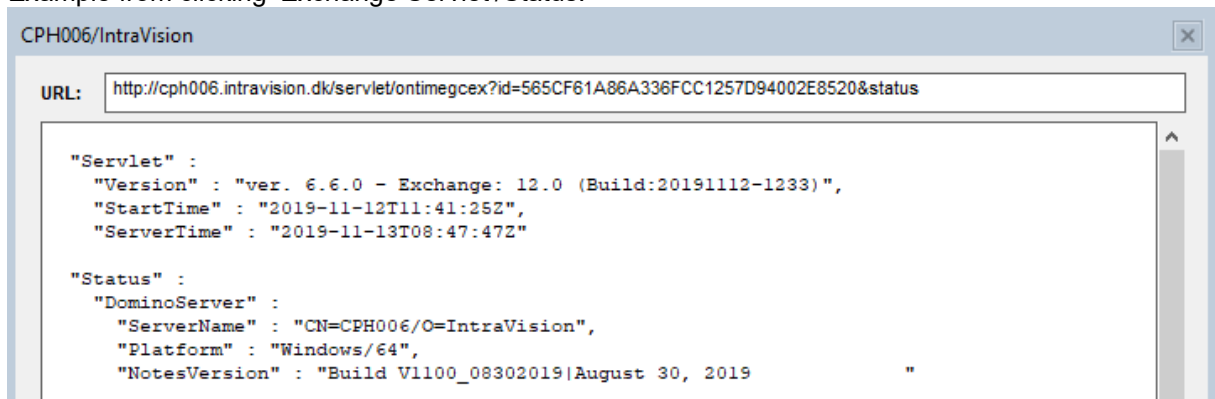 Example from clicking 'Exchange Servlet'/Status:
CPH006/IntraVision
URL: http://cph006.intravision.dk/servlet/ontimegcex?id=565CF61A86A336FCC1257D94002E8520&status
"Servlet" :
"Version" : "ver. 6.6.0 - Exchange: 12.0 (Build:20191112-1233)",
"StartTime" : "2019-11-12T11:41:25Z",
"ServerTime" : "2019-11-13T08:47:47Z"
"Status" :
"DominoServer" :
"ServerName" : "CN=CPH006/O=IntraVision",
"Platform" : "Windows/64",
"NotesVersion" : "Build V1100_08302019|August 30, 2019 "